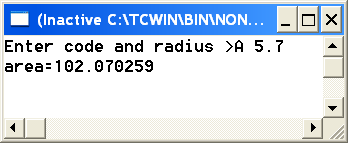 (Inactive C:\TCWIN\BIN\NON...
Enter code and radius >A 5.7
area=102.070259